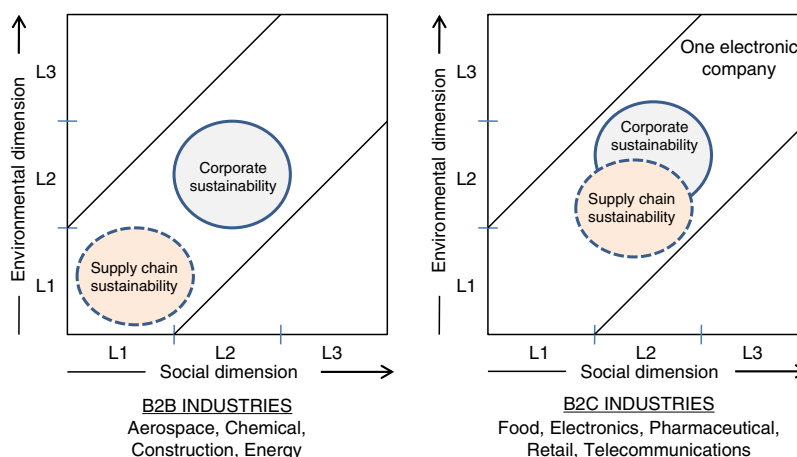 Environmental dimension
L3
L2
L1
Corporate
sustainability
Supply chain
sustainability
L1
L2
L3
Social dimension
B2B INDUSTRIES
Aerospace, Chemical,
Construction, Energy
Environmental dimension
L3
L2
L1
One electronic
company
Corporate
sustainability
Supply chain
sustainability
L1
L2
L3
Social dimension
B2C INDUSTRIES
Food, Electronics, Pharmaceutical,
Retail, Telecommunications